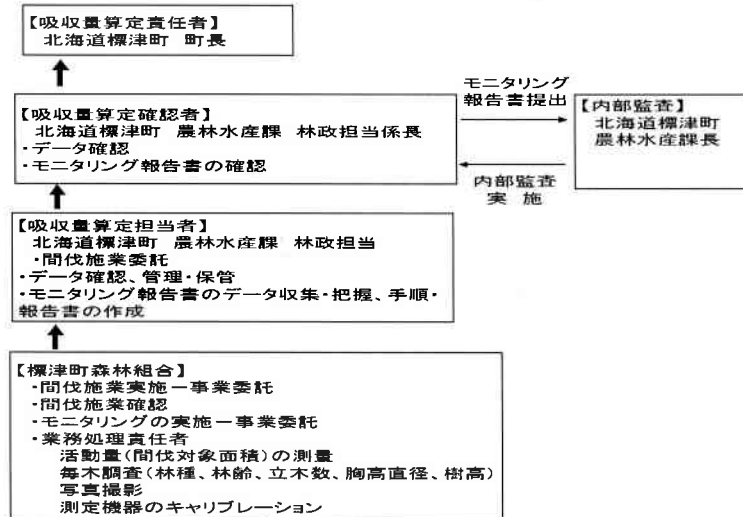 【吸収量算定責任者】
北海道標津町 町長
モニタリング
報告書提出
【吸収量算定確認者】
北海道標津町 農林水産課 林政担当係長
・データ確認
・モニタリング報告書の確認
【内部監査】
北海道標津町
農林水産課長
内部監査
実 施
【吸収量算定担当者】
北海道標津町 農林水産課 林政担当
・間伐施業委託
・データ確認、管理・保管
・モニタリング報告書のデータ収集・把握、手順・
報告書の作成
【標津町森林組合】
・間伐施業実施－事業委託
・間伐施業確認
・モニタリングの実施－事業委託
・業務処理責任者
活動量(間伐対象面積)の測量
毎木調査(林種、林齢、立木数、胸高直径、樹高)
写真撮影
測定機器のキャリブレーション